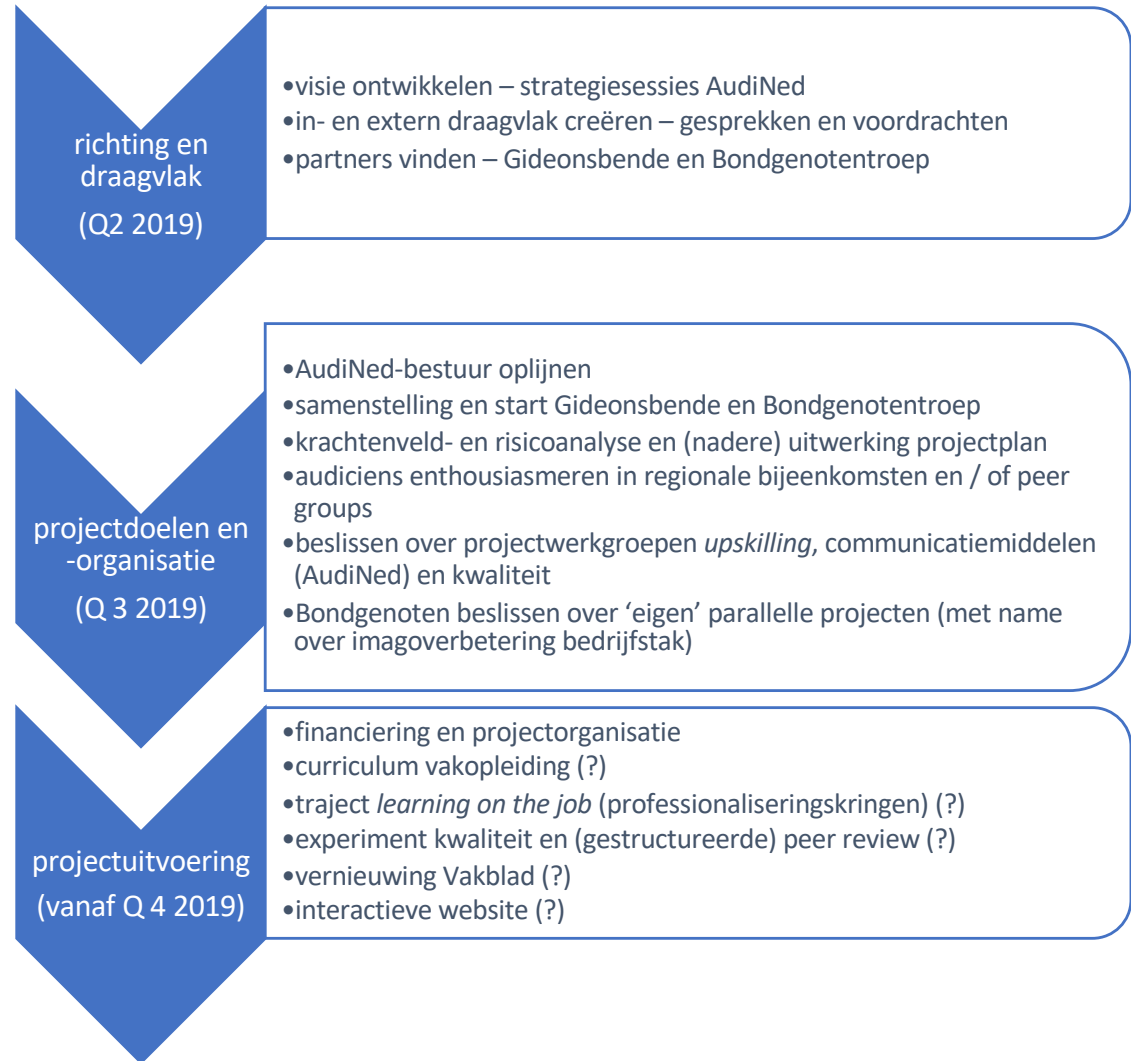 richting en
draagvlak
(Q2 2019)
•visie ontwikkelen – strategiesessies AudiNed
•in- en extern draagvlak creëren – gesprekken en voordrachten
•partners vinden – Gideonsbende en Bondgenotentroep
projectdoelen en
-organisatie
(Q 3 2019)
•AudiNed-bestuur oplijnen
•samenstelling en start Gideonsbende en Bondgenotentroep
•krachtenveld- en risicoanalyse en (nadere) uitwerking projectplan
•audiciens enthousiasmeren in regionale bijeenkomsten en / of peer
groups
•beslissen over projectwerkgroepen upskilling, communicatiemiddelen
(AudiNed) en kwaliteit
•Bondgenoten beslissen over ‘eigen’ parallelle projecten (met name
over imagoverbetering bedrijfstak)
projectuitvoering
(vanaf Q 4 2019)
•financiering en projectorganisatie
•curriculum vakopleiding (?)
•traject learning on the job (professionaliseringskringen) (?)
•experiment kwaliteit en (gestructureerde) peer review (?)
•vernieuwing Vakblad (?)
•interactieve website (?)